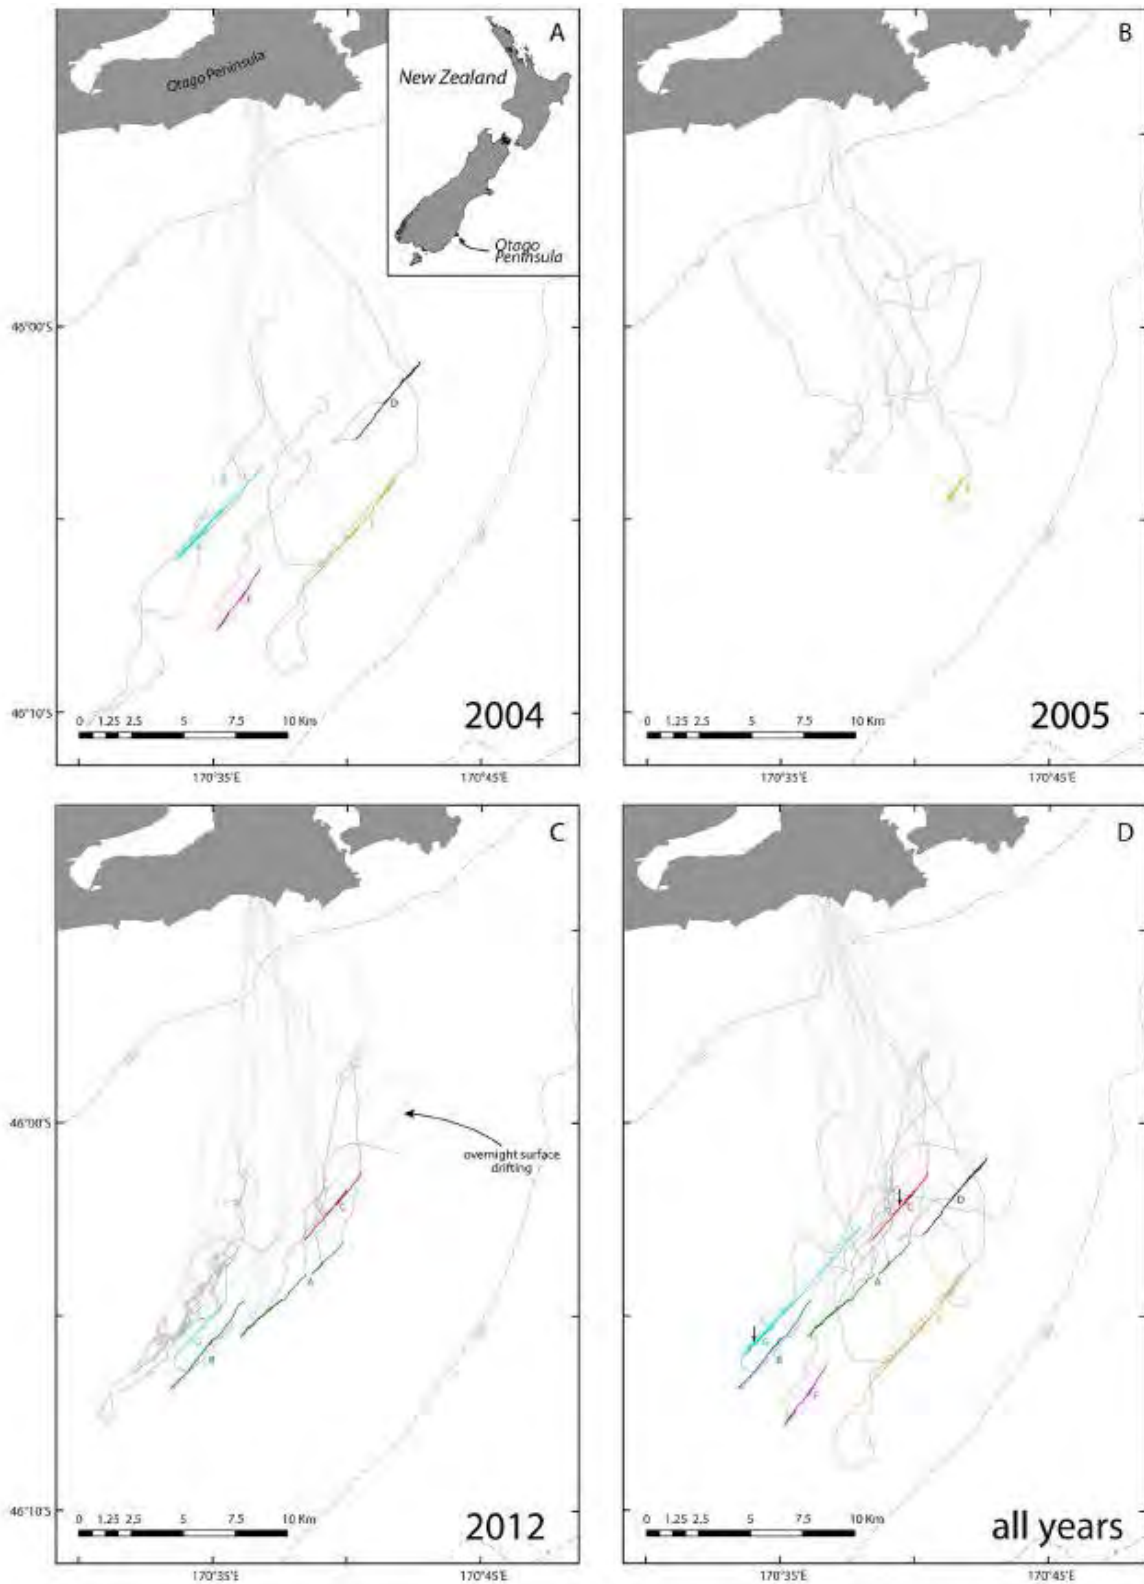 A
Otago Peninsula
New Zealand
Otago
Peninsula
D
46°00'S
46°10'S
0 1.25 2.5 5 7.5 10 Km
2004
170°35'E 170°45'E
B
0 1.25 2.5 5 7.5 10 Km
2005
170°35'E 170°45'E
C
46°00'S
overnight surface
drifting
C
A
G
B
46°10'S
0 1.25 2.5 5 7.5 10 Km
2012
170°35'E 170°45'E
D
D
C
A
G
B
F
0 1.25 2.5 5 7.5 10 Km
all years
170°35'E 170°45'E